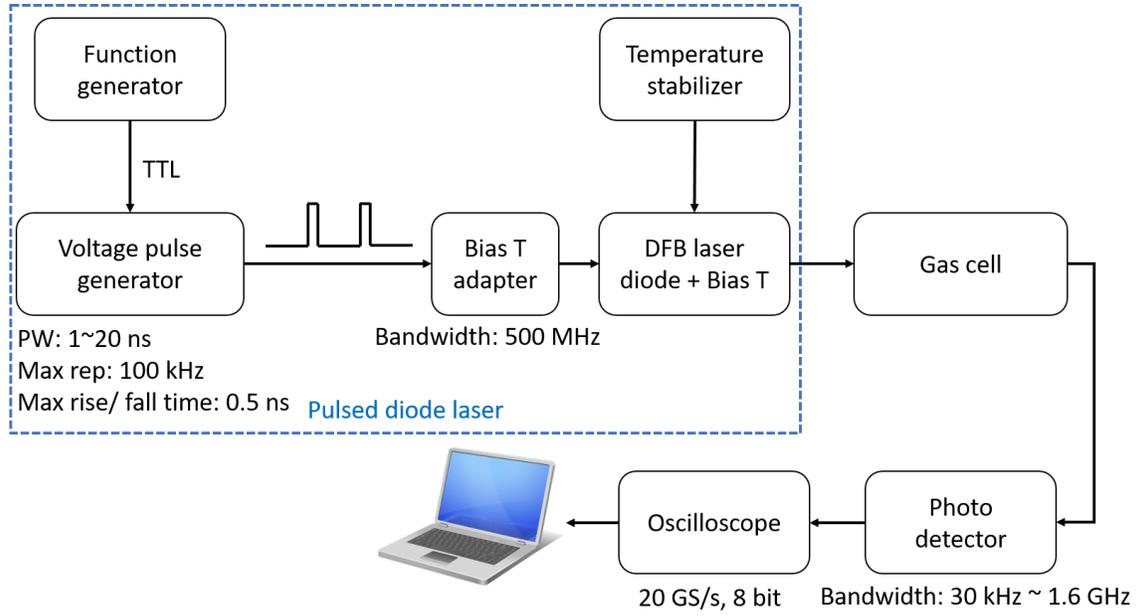 Function
generator
Temperature
stabilizer
TTL
Voltage pulse
generator
Bias T
adapter
DFB laser
diode + Bias T
Gas cell
PW: 1~20 ns
Max rep: 100 kHz
Max rise/ fall time: 0.5 ns
Bandwidth: 500 MHz
Pulsed diode laser
Oscilloscope
Photo
detector
20 GS/s, 8 bit
Bandwidth: 30 kHz ~ 1.6 GHz